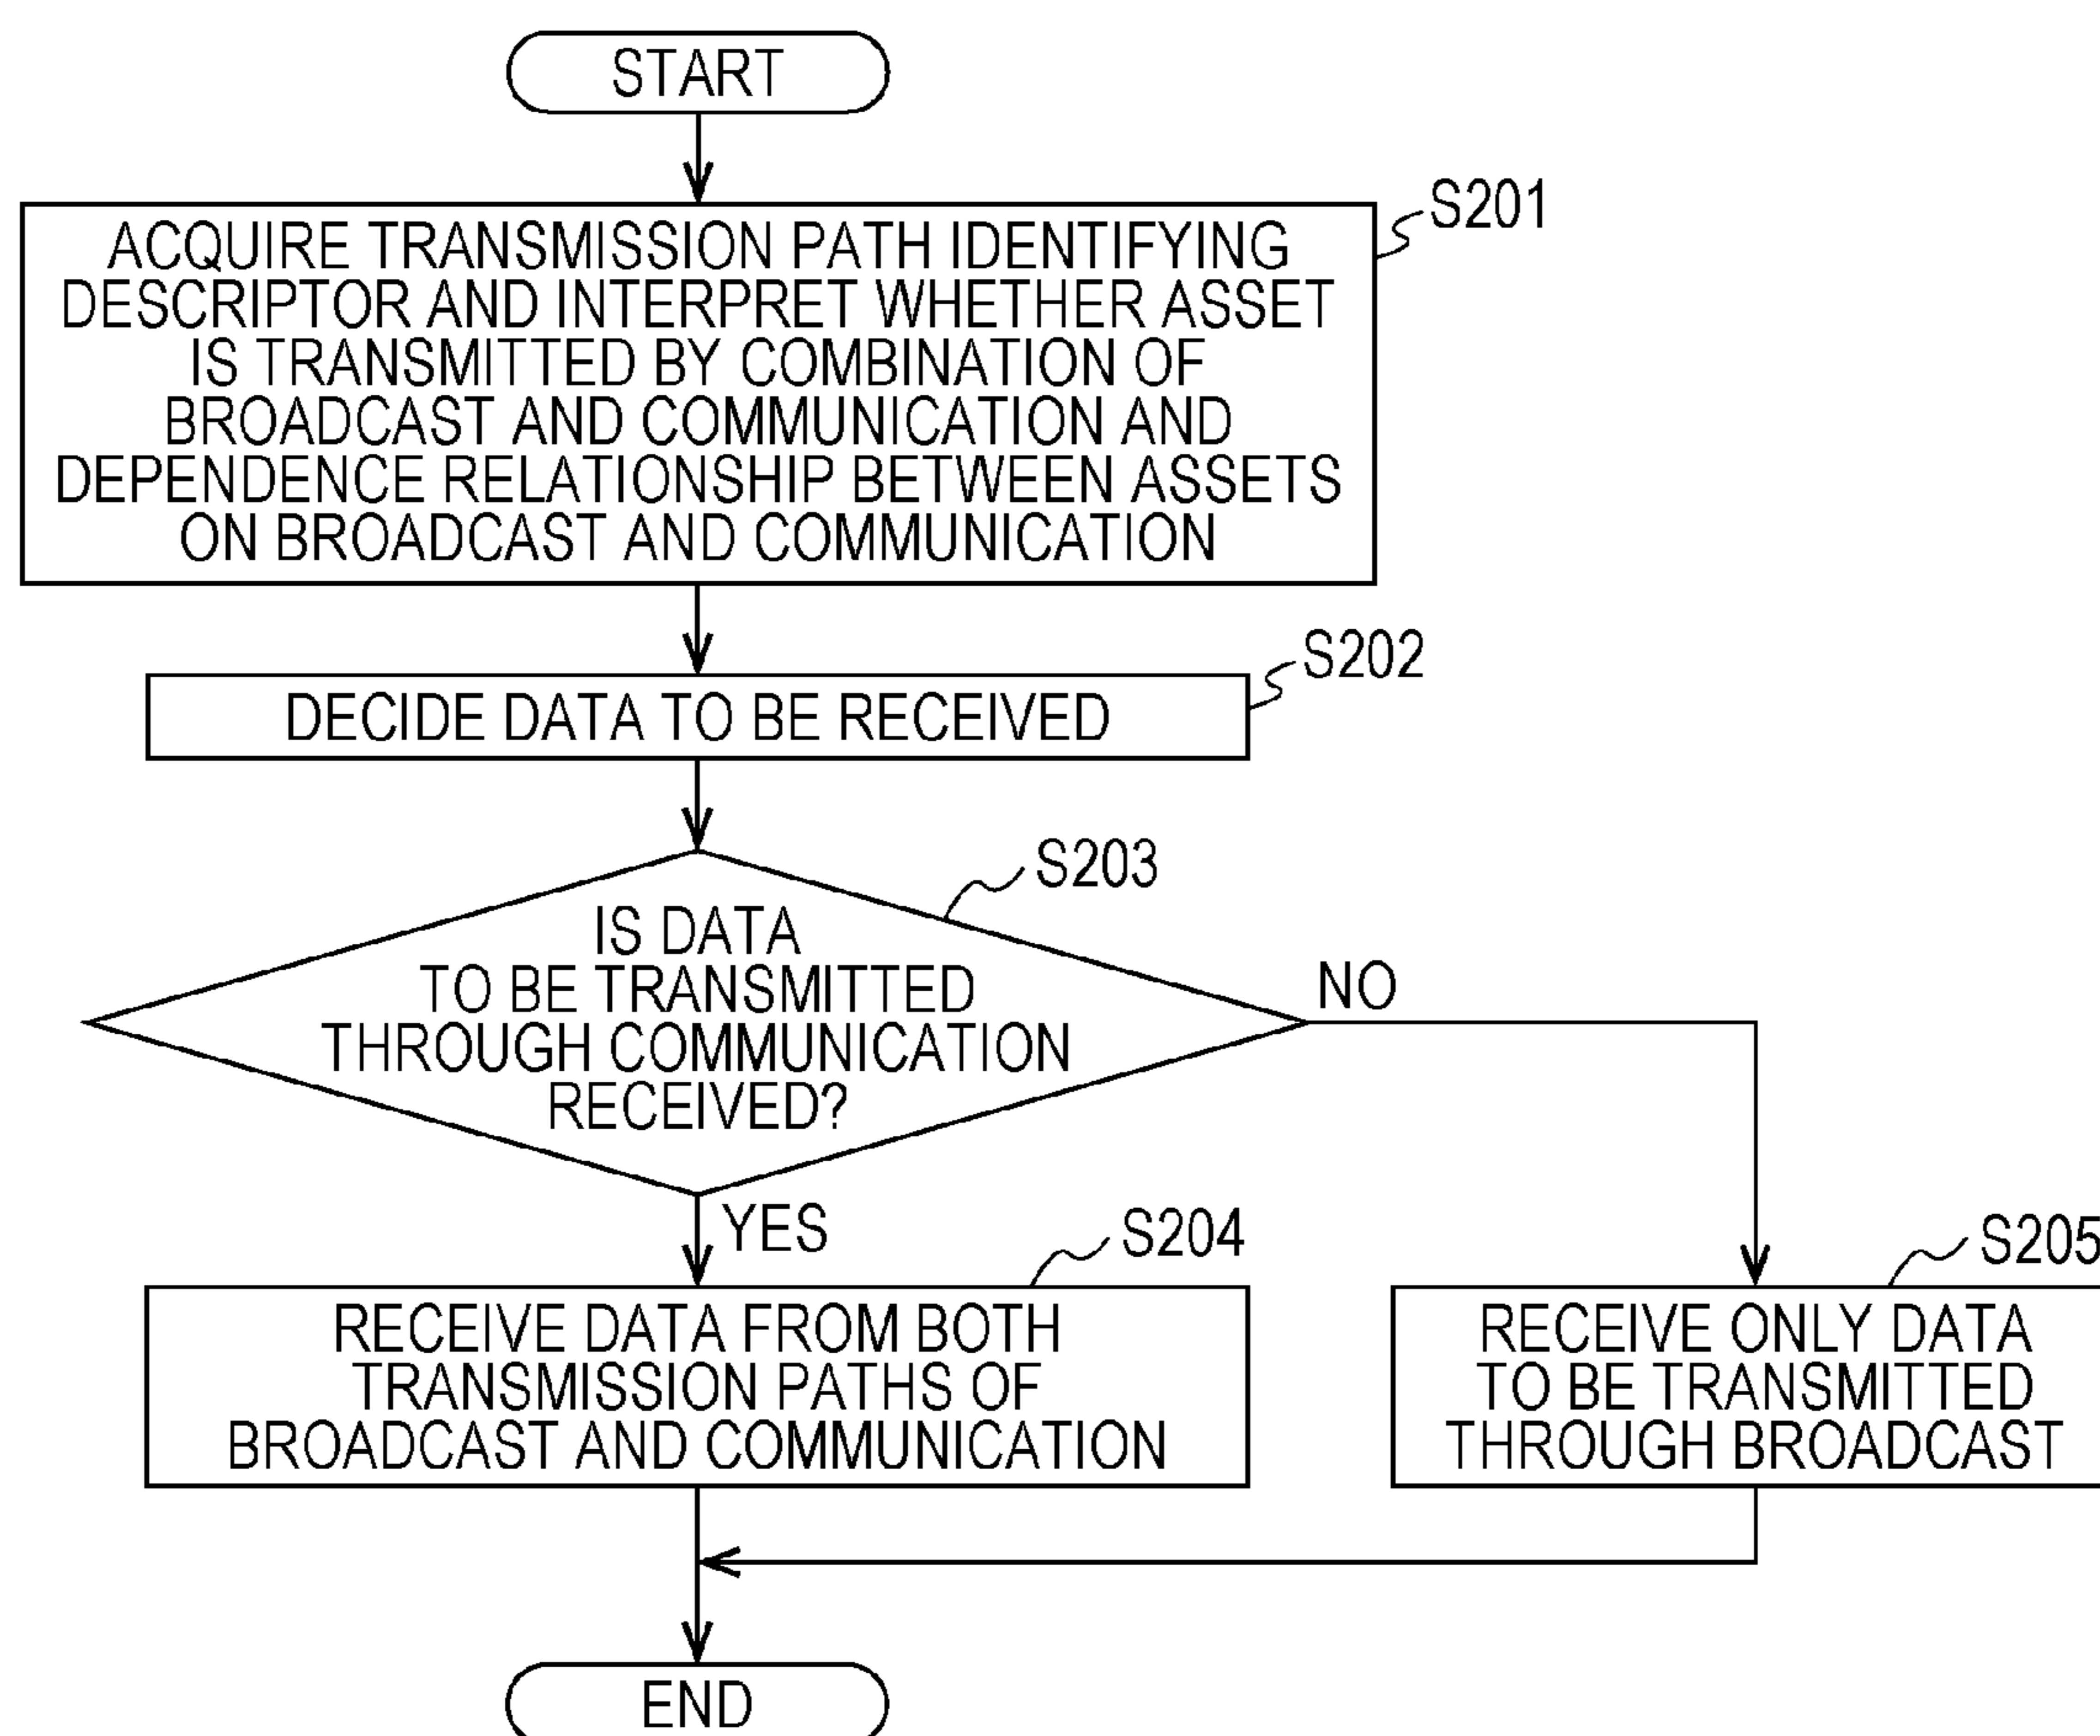 START
S201
ACQUIRE TRANSMISSION PATH IDENTIFYING
DESCRIPTOR AND INTERPRET WHETHER ASSET
IS TRANSMITTED BY COMBINATION OF
BROADCAST AND COMMUNICATION AND
DEPENDENCE RELATIONSHIP BETWEEN ASSETS
ON BROADCAST AND COMMUNICATION
S202
DECIDE DATA TO BE RECEIVED
S203
IS DATA
TO BE TRANSMITTED
THROUGH COMMUNICATION
RECEIVED?
NO
YES
S204
RECEIVE DATA FROM BOTH
TRANSMISSION PATHS OF
BROADCAST AND COMMUNICATION
S205
RECEIVE ONLY DATA
TO BE TRANSMITTED
THROUGH BROADCAST
END